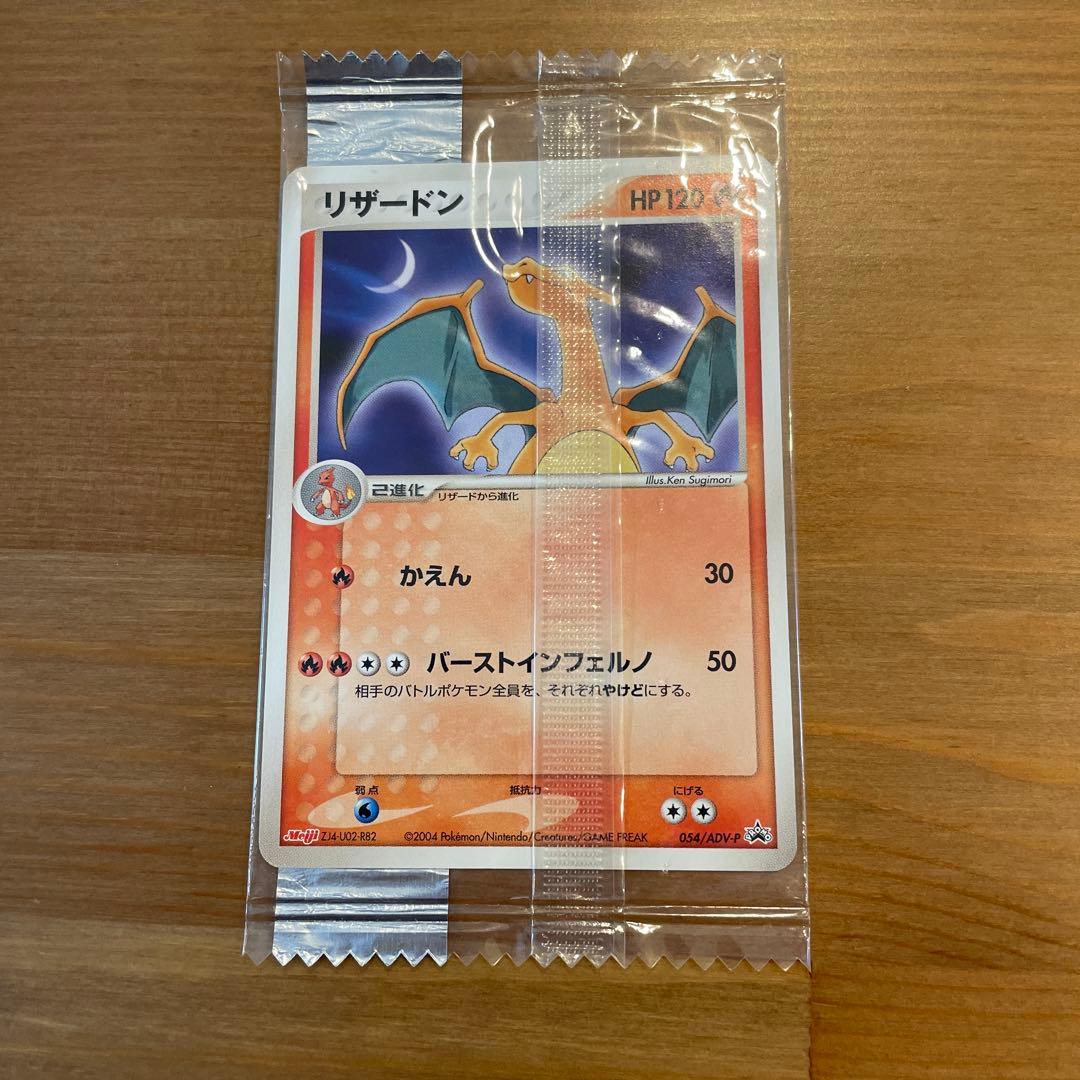 リザードン HP120
Illus.Ken Sugimori
2進化 リザードから進化
かえん 30
バーストインフェルノ 50
相手のバトルポケモン全員を、それぞれやけどにする。
弱点 抵抗力 にげる
Meiji ZJ4-U02-R82 ©2004 Pokémon/Nintendo/Creatures/GAME FREAK 054/ADV-P